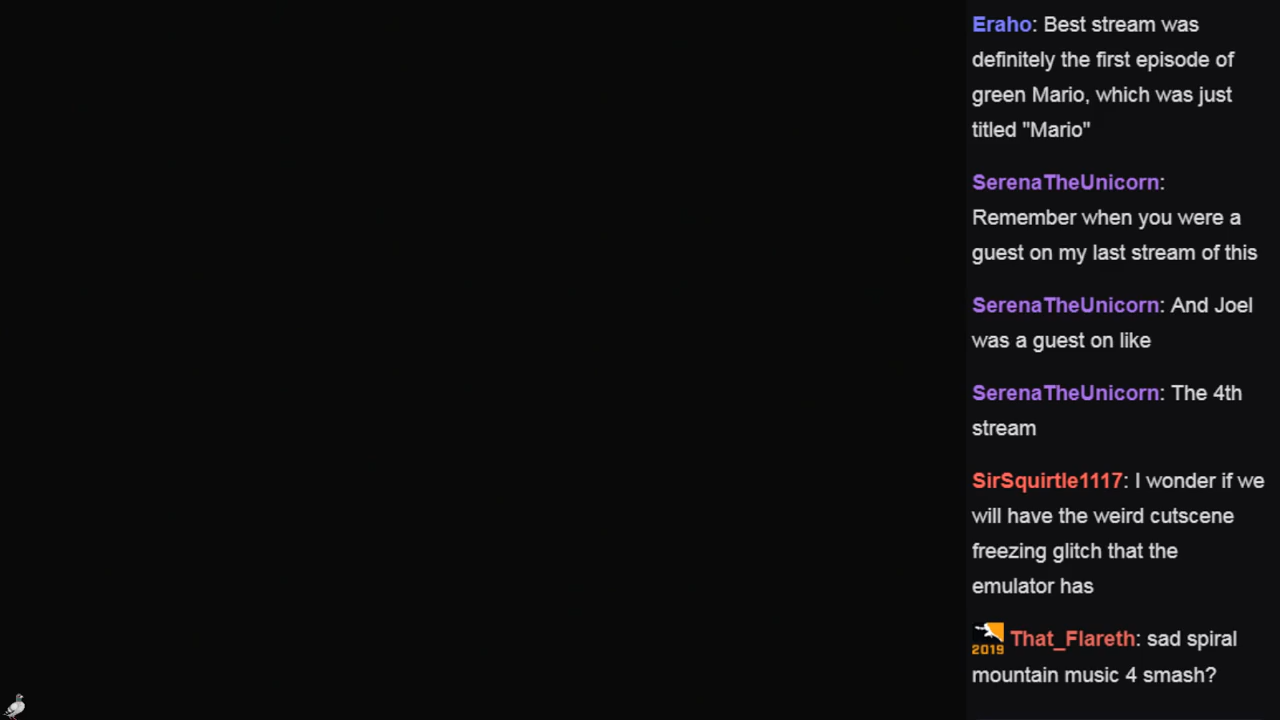 Eraho: Best stream was
definitely the first episode of
green Mario, which was just
titled "Mario"
SerenaTheUnicorn:
Remember when you were a
guest on my last stream of this
SerenaTheUnicorn: And Joel
was a guest on like
SerenaTheUnicorn: The 4th
stream
SirSquirtle1117: I wonder if we
will have the weird cutscene
freezing glitch that the
emulator has
2019 That_Flareth: sad spiral
mountain music 4 smash?